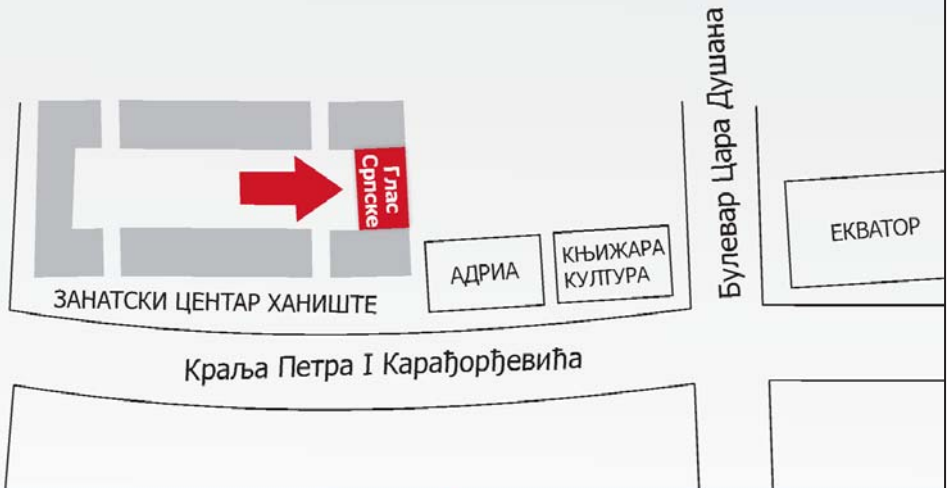 Глас
Српске
Булевар Цара Душана
ЕКВАТОР
АДРИА
КЊИЖАРА
КУЛТУРА
ЗАНАТСКИ ЦЕНТАР ХАНИШТЕ
Краља Петра I Карађорђевића